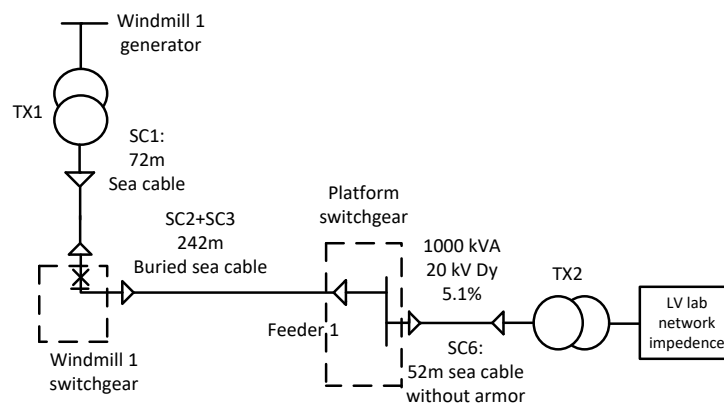 Windmill 1
generator
TX1
SC1:
72m
Sea cable
SC2+SC3
242m
Buried sea cable
Platform
switchgear
1000 kVA
20 kV Dy
5.1%
TX2
LV lab
network
impedence
Feeder 1
Windmill 1
switchgear
SC6:
52m sea cable
without armor